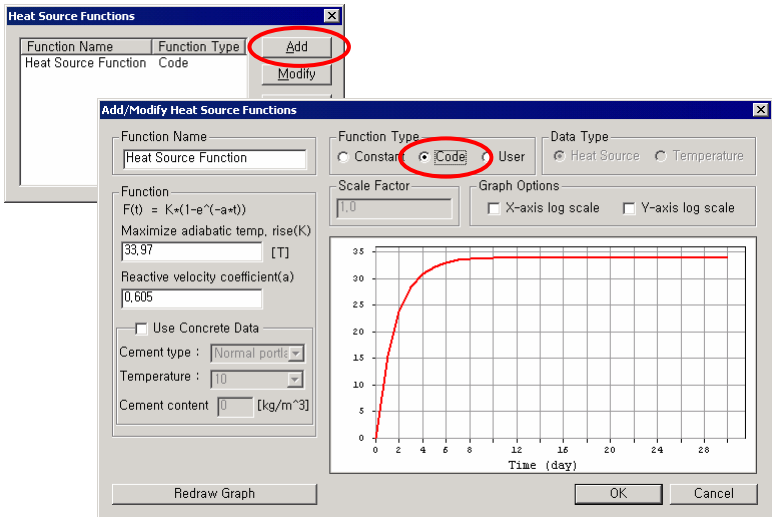 Heat Source Functions
Function Name Function Type
Heat Source Function Code
Add
Modify
Add/Modify Heat Source Functions
Function Name
Heat Source Function
Function Type
Constant Code User
Data Type
Heat Source Temperature
Function
F(t) = K*(1-e^(-a*t))
Maximize adiabatic temp, rise(K)
33,97 [T]
Reactive velocity coefficient(a)
0,605
Use Concrete Data
Cement type : Normal portla
Temperature : 10
Cement content 0 [kg/m^3]
Scale Factor
1,0
Graph Options
X-axis log scale Y-axis log scale
35
30
25
20
15
10
5
0
0 2 4 6 8 12 16 20 24 28
Time (day)
Redraw Graph
OK Cancel